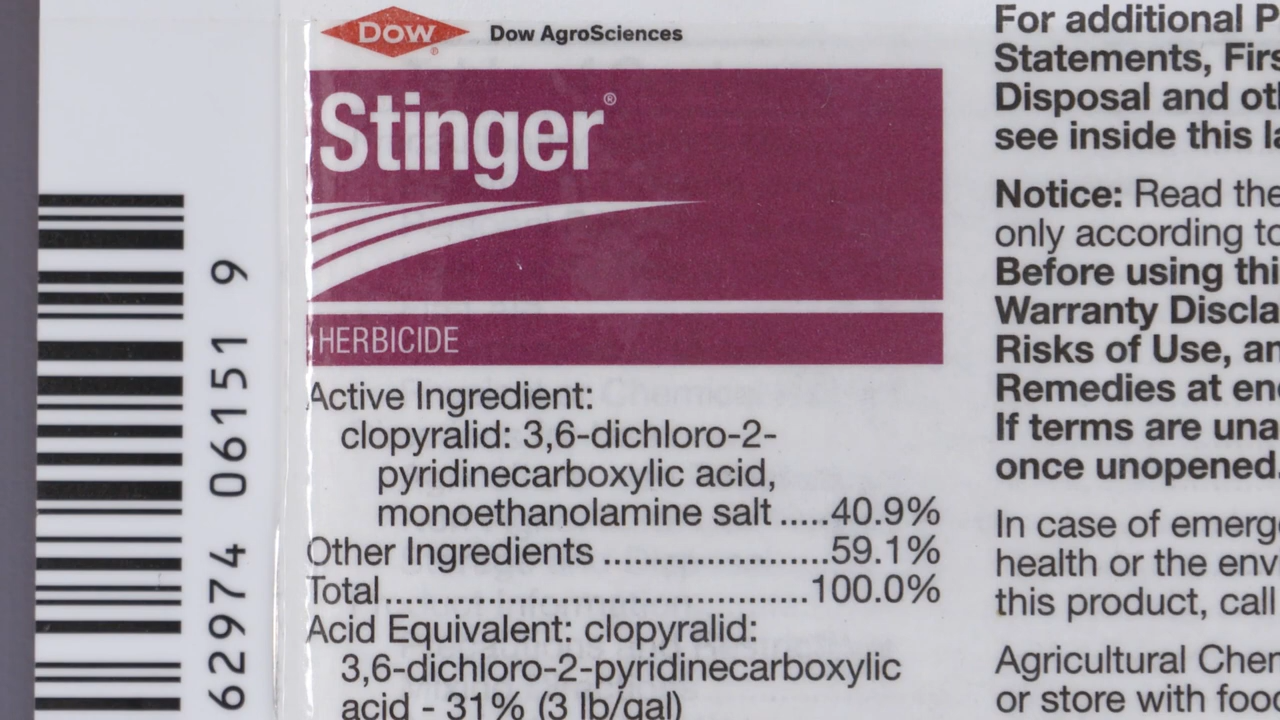 DOW
Dow AgroSciences
Stinger®
HERBICIDE
Active Ingredient:
clopyralid: 3,6-dichloro-2-
pyridinecarboxylic acid,
monoethanolamine salt .....40.9%
Other Ingredients ......................59.1%
Total.........................................100.0%
Acid Equivalent: clopyralid:
3,6-dichloro-2-pyridinecarboxylic
acid - 31% (3 lb/gal)
For additional P
Statements, Firs
Disposal and ot
see inside this la
Notice: Read the
only according to
Before using thi
Warranty Discla
Risks of Use, an
Remedies at en
If terms are una
once unopened.
In case of emerg
health or the env
this product, call
Agricultural Cher
or store with food
62974 06151 9